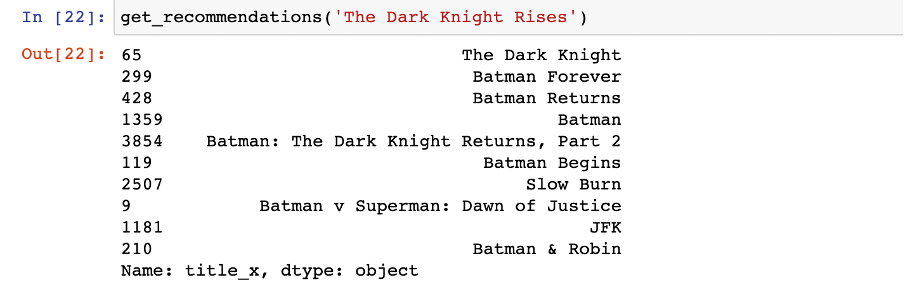 In [22]: get_recommendations('The Dark Knight Rises')
Out[22]: 65 The Dark Knight
299 Batman Forever
428 Batman Returns
1359 Batman
3854 Batman: The Dark Knight Returns, Part 2
119 Batman Begins
2507 Slow Burn
9 Batman v Superman: Dawn of Justice
1181 JFK
210 Batman & Robin
Name: title_x, dtype: object